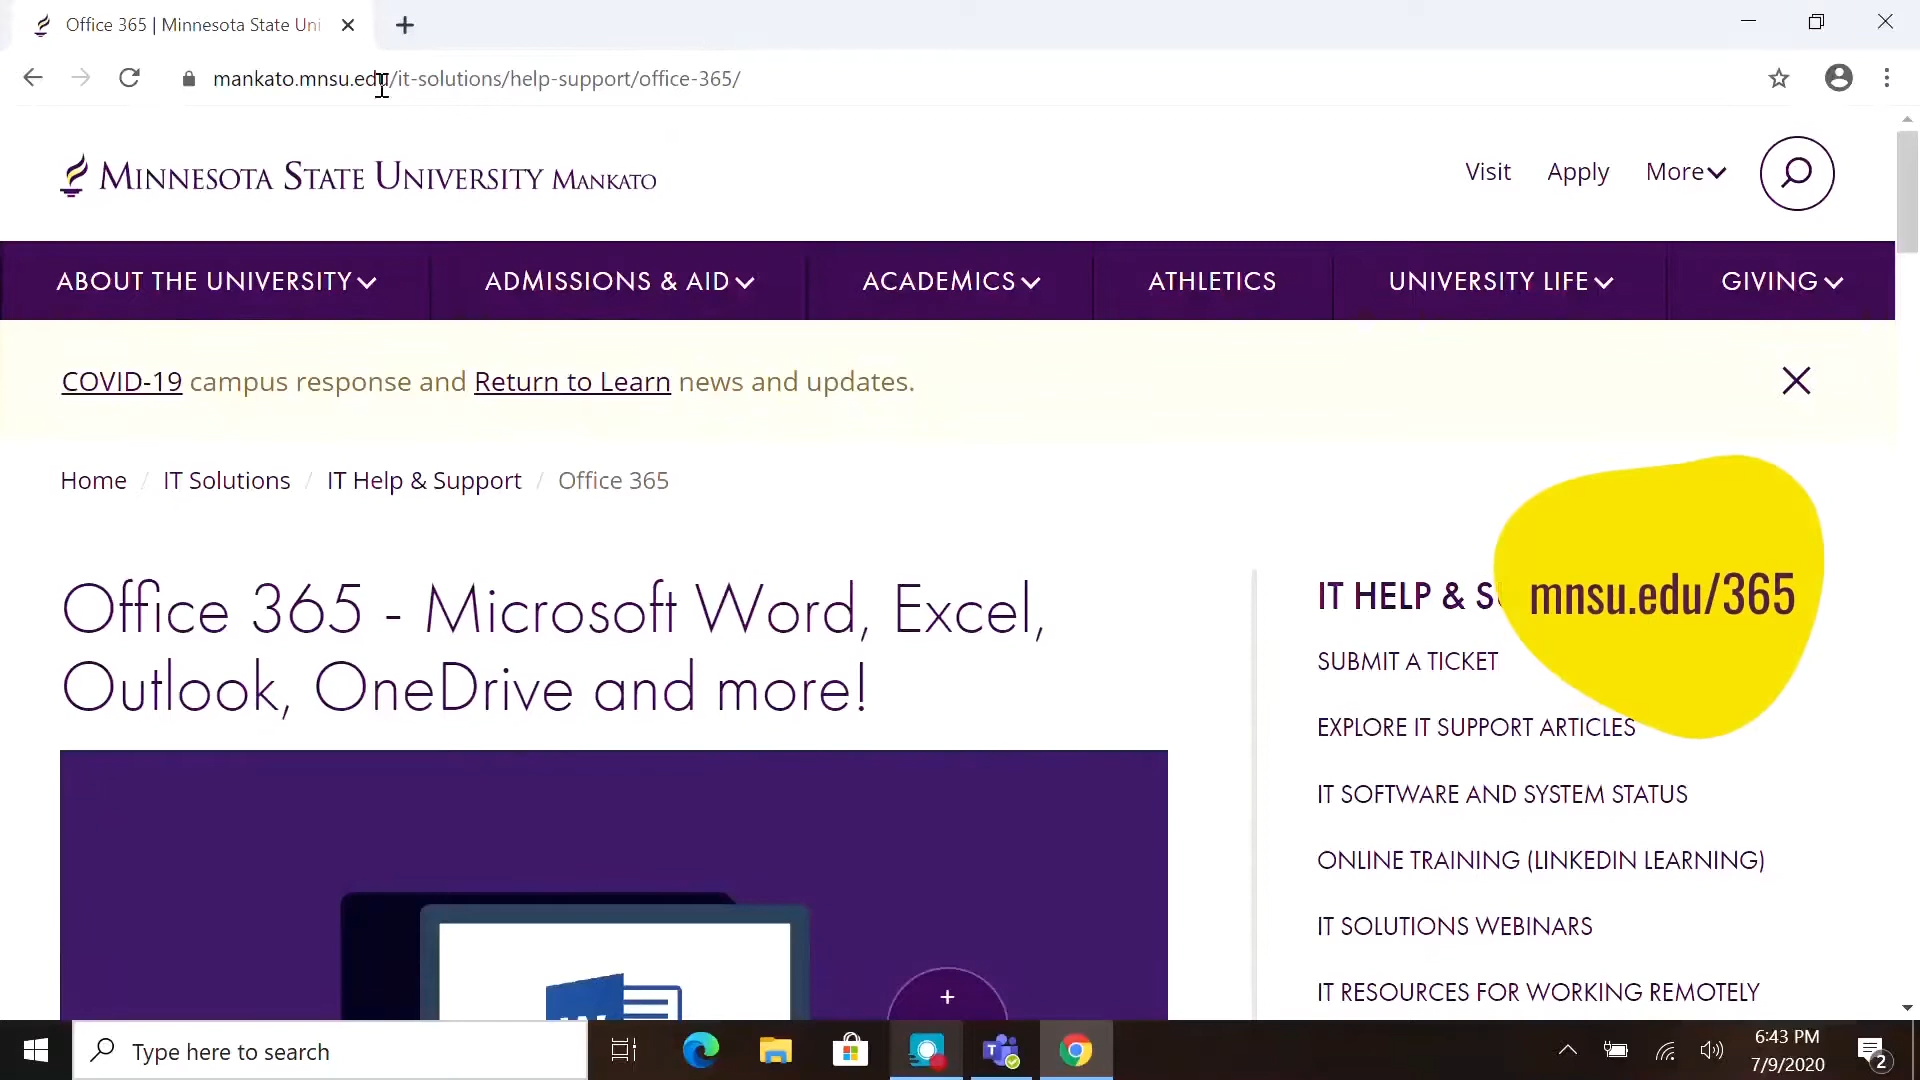 Office 365 | Minnesota State Uni
mankato.mnsu.edu/it-solutions/help-support/office-365/
MINNESOTA STATE UNIVERSITY MANKATO
Visit Apply More
ABOUT THE UNIVERSITY ADMISSIONS & AID ACADEMICS ATHLETICS UNIVERSITY LIFE GIVING
COVID-19 campus response and Return to Learn news and updates.
Home / IT Solutions / IT Help & Support / Office 365
Office 365 - Microsoft Word, Excel,
Outlook, OneDrive and more!
IT HELP & S
mnsu.edu/365
SUBMIT A TICKET
EXPLORE IT SUPPORT ARTICLES
IT SOFTWARE AND SYSTEM STATUS
ONLINE TRAINING (LINKEDIN LEARNING)
IT SOLUTIONS WEBINARS
IT RESOURCES FOR WORKING REMOTELY
Type here to search
6:43 PM
7/9/2020
2